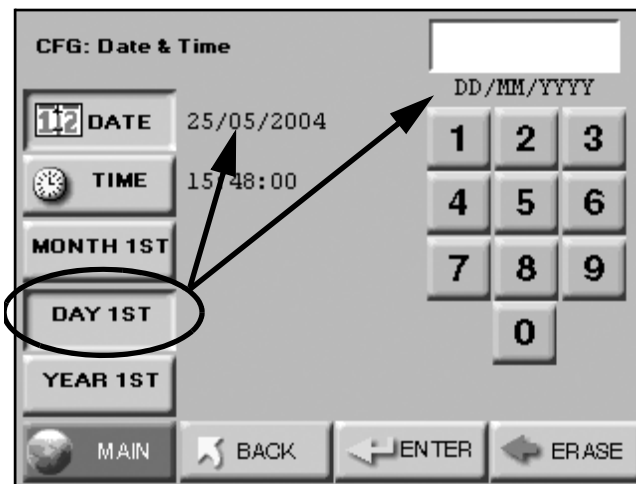 CFG: Date & Time
DD/MM/YYYY
DATE 25/05/2004
TIME 15:48:00
MONTH 1ST
DAY 1ST
YEAR 1ST
1 2 3
4 5 6
7 8 9
0
MAIN BACK ENTER ERASE